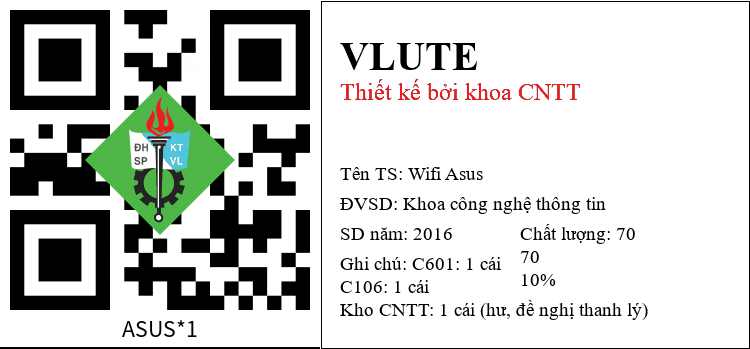 ĐH KT
SP VL
ASUS*1
VLUTE
Thiết kế bởi khoa CNTT
Tên TS: Wifi Asus
ĐVSD: Khoa công nghệ thông tin
SD năm: 2016 Chất lượng: 70
70
Ghi chú: C601: 1 cái
10%
C106: 1 cái
Kho CNTT: 1 cái (hư, đề nghị thanh lý)